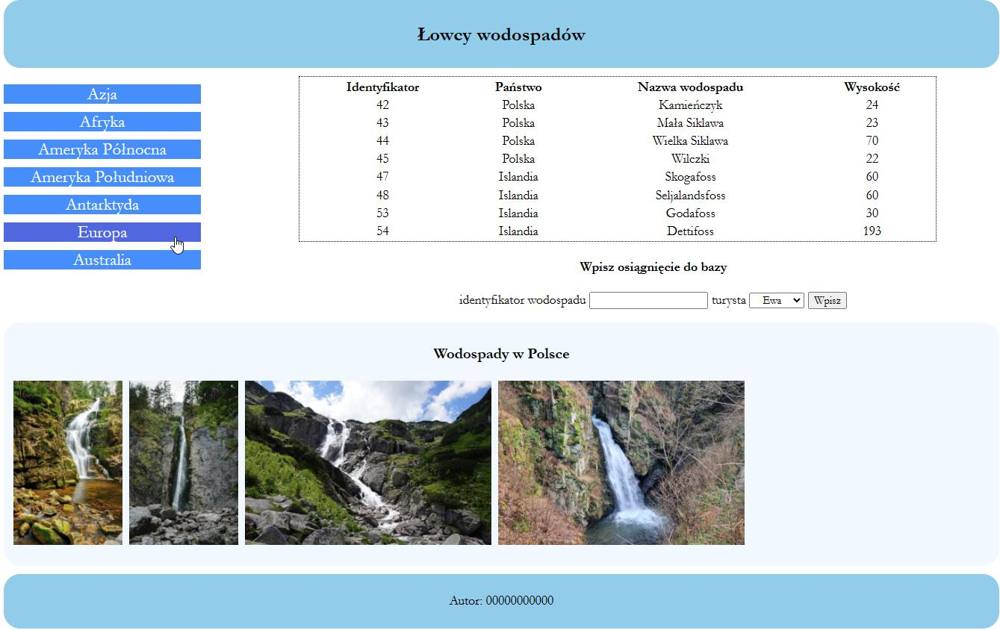 Łowcy wodospadów
Azja
Afryka
Ameryka Północna
Ameryka Południowa
Antarktyda
Europa
Australia
Identyfikator Państwo Nazwa wodospadu Wysokość
42 Polska Kamieńczyk 24
43 Polska Mała Siklawa 23
44 Polska Wielka Siklawa 70
45 Polska Wilczki 22
47 Islandia Skogafoss 60
48 Islandia Seljalandsfoss 60
53 Islandia Godafoss 30
54 Islandia Dettifoss 193
Wpisz osiągnięcie do bazy
identyfikator wodospadu turysta Ewa Wpisz
Wodospady w Polsce
Autor: 00000000000